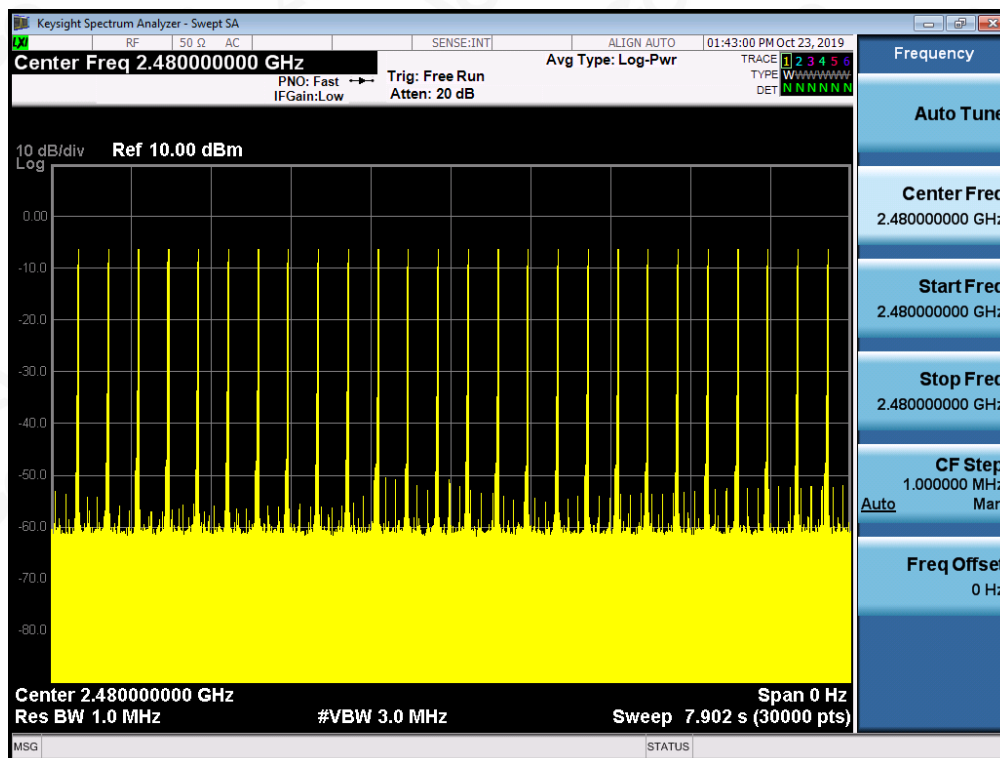 Keysight Spectrum Analyzer - Swept SA
LXI RF 50 Ω AC SENSE:INT ALIGN AUTO 01:43:00 PM Oct 23, 2019
Center Freq 2.480000000 GHz
PNO: Fast
IFGain:Low
Trig: Free Run
Atten: 20 dB
Avg Type: Log-Pwr
TRACE 1 2 3 4 5 6
TYPE WWWWWW
DET N N N N N N
10 dB/div Ref 10.00 dBm
Log
0.00
-10.0
-20.0
-30.0
-40.0
-50.0
-60.0
-70.0
-80.0
Center 2.480000000 GHz Span 0 Hz
Res BW 1.0 MHz #VBW 3.0 MHz Sweep 7.902 s (30000 pts)
MSG STATUS
Frequency
Auto Tune
Center Freq
2.480000000 GHz
Start Freq
2.480000000 GHz
Stop Freq
2.480000000 GHz
CF Step
1.000000 MHz
Auto Man
Freq Offset
0 Hz